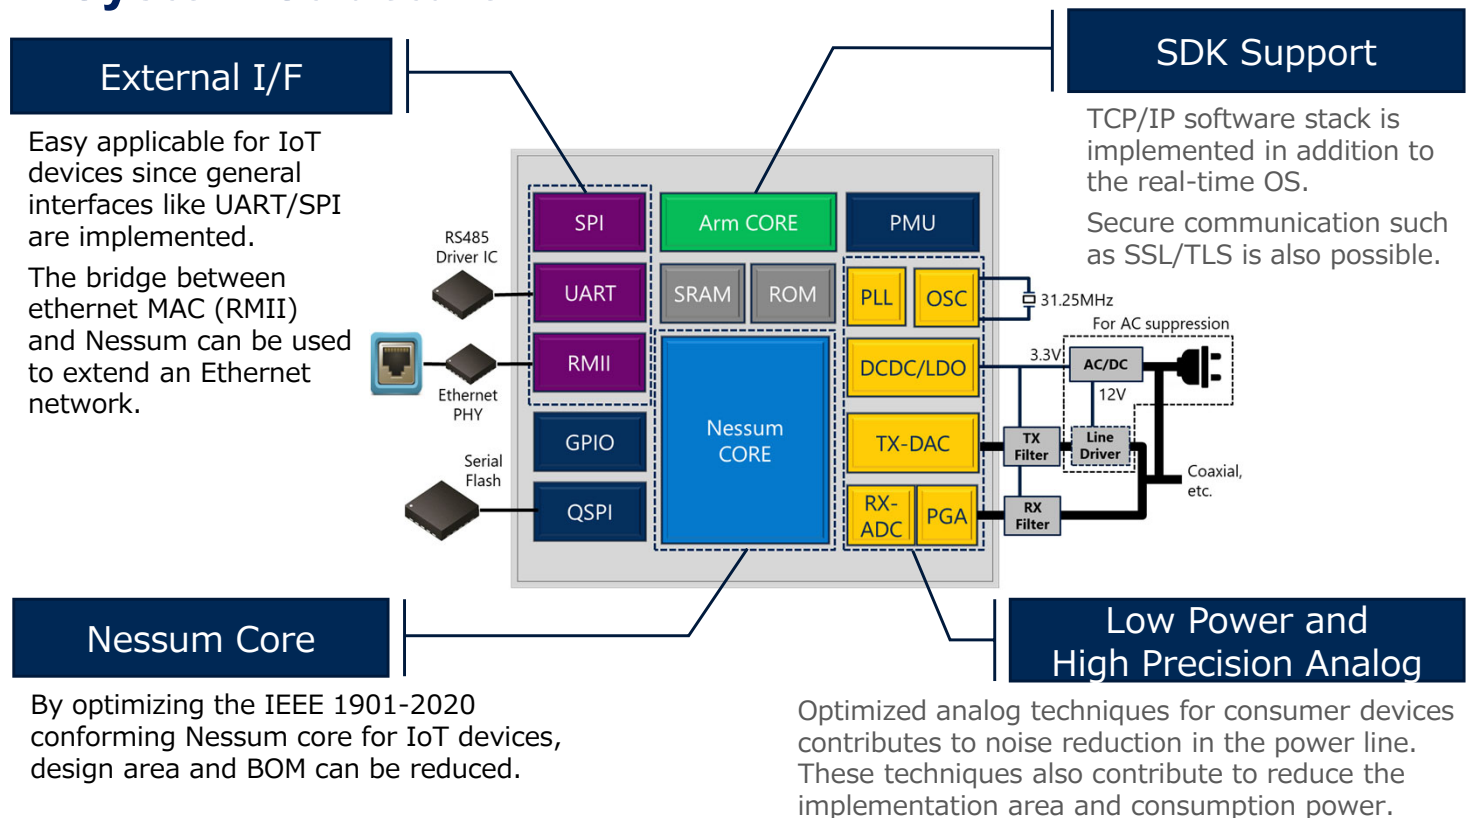 External I/F
Easy applicable for IoT
devices since general
interfaces like UART/SPI
are implemented.
The bridge between
ethernet MAC (RMII)
and Nessum can be used
to extend an Ethernet
network.
SDK Support
TCP/IP software stack is
implemented in addition to
the real-time OS.
Secure communication such
as SSL/TLS is also possible.
RS485
Driver IC
Ethernet
PHY
Serial
Flash
SPI
UART
RMII
GPIO
QSPI
Arm CORE
SRAM
ROM
Nessum
CORE
PMU
PLL
OSC
DCDC/LDO
TX-DAC
RX-
ADC
PGA
31.25MHz
For AC suppression
3.3V
AC/DC
12V
TX
Filter
Line
Driver
RX
Filter
Coaxial,
etc.
Nessum Core
By optimizing the IEEE 1901-2020
conforming Nessum core for IoT devices,
design area and BOM can be reduced.
Low Power and
High Precision Analog
Optimized analog techniques for consumer devices
contributes to noise reduction in the power line.
These techniques also contribute to reduce the
implementation area and consumption power.